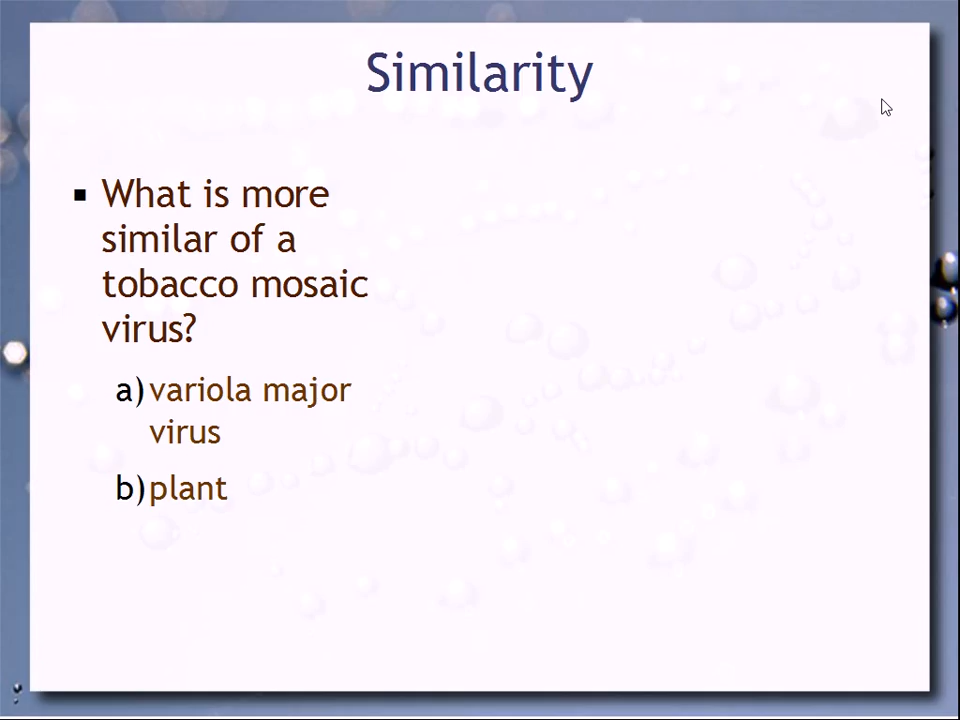 Similarity
▪ What is more
similar of a
tobacco mosaic
virus?
a) variola major
virus
b) plant